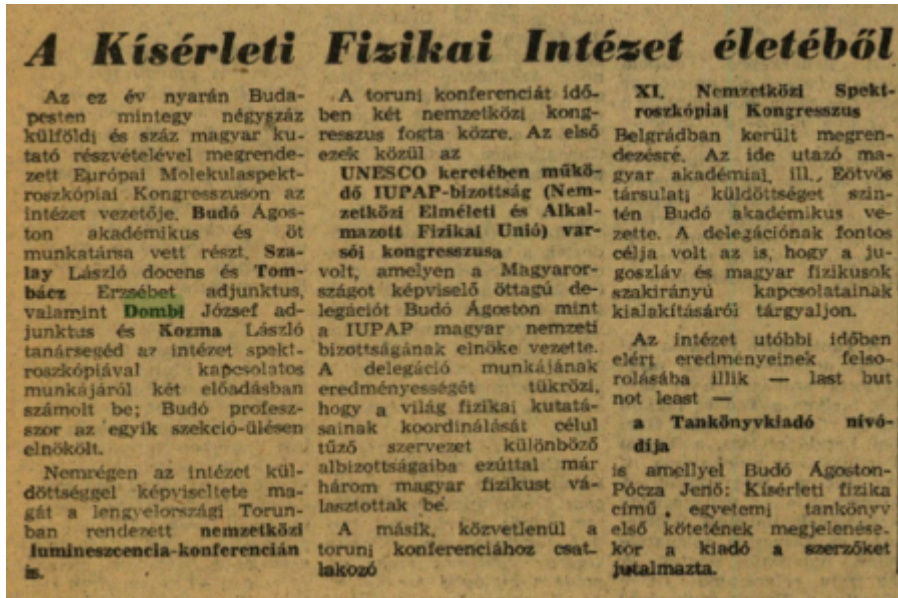 A Kísérleti Fizikai Intézet életéből
Az ez év nyarán Buda-
pesten mintegy négyszáz
külföldi és száz magyar ku-
tató részvételével megrende-
zett Európai Molekulaspekt-
roszkópiai Kongresszuson az
intézet vezetője, Budó Ágos-
ton akadémikus és öt
munkatársa vett részt. Sza-
lay László docens és Tom-
bácz Erzsébet adjunktus,
valamint Dombi József ad-
junktus és Kozma László
tanársegéd az intézet spekt-
roszkópiával kapcsolatos
munkájáról két előadásban
számolt be; Budó profesz-
szor az egyik szekció-ülésen
elnökölt.
Nemrégen az intézet kül-
döttséggel képviseltete ma-
gát a lengyelországi Torun-
ban rendezett nemzetközi
lumineszcencia-konferencián
is.
A toruni konferenciát idő-
ben két nemzetközi kong-
resszus fogta közre. Az első
ezek közül az
UNESCO keretében műkö-
dő IUPAP-bizottság (Nem-
zetközi Elméleti és Alkal-
mazott Fizikai Unió) var-
sói kongresszusa
volt, amelyen a Magyaror-
szágot képviselő öttagú de-
legációt Budó Ágoston mint
a IUPAP magyar nemzeti
bizottságának elnöke vezette.
A delegáció munkájának
eredményességét tükrözi,
hogy a világ fizikai kutatá-
sainak koordinálását célul
tűző szervezet különböző
albizottságaiba ezúttal már
három magyar fizikust vá-
lasztottak be.
A másik, közvetlenül a
toruni konferenciához csat-
lakozó
XI. Nemzetközi Spekt-
roszkópiai Kongresszus
Belgrádban került megren-
dezésre. Az ide utazó ma-
gyar akadémiai, ill., Eötvös
társulati küldöttséget szin-
tén Budó akadémikus ve-
zette. A delegációnak fontos
célja volt az is, hogy a ju-
goszláv és magyar fizikusok
szakirányú kapcsolatainak
kialakításáról tárgyaljon.
Az intézet utóbbi időben
elért eredményeinek felso-
rolásába illik — last but
not least —
a Tankönyvkiadó nívó-
díja
is amellyel Budó Ágoston-
Pócza Jenő: Kísérleti fizika
című, egyetemi tankönyv
első kötetének megjelenése-
kor a kiadó a szerzőket
jutalmazta.